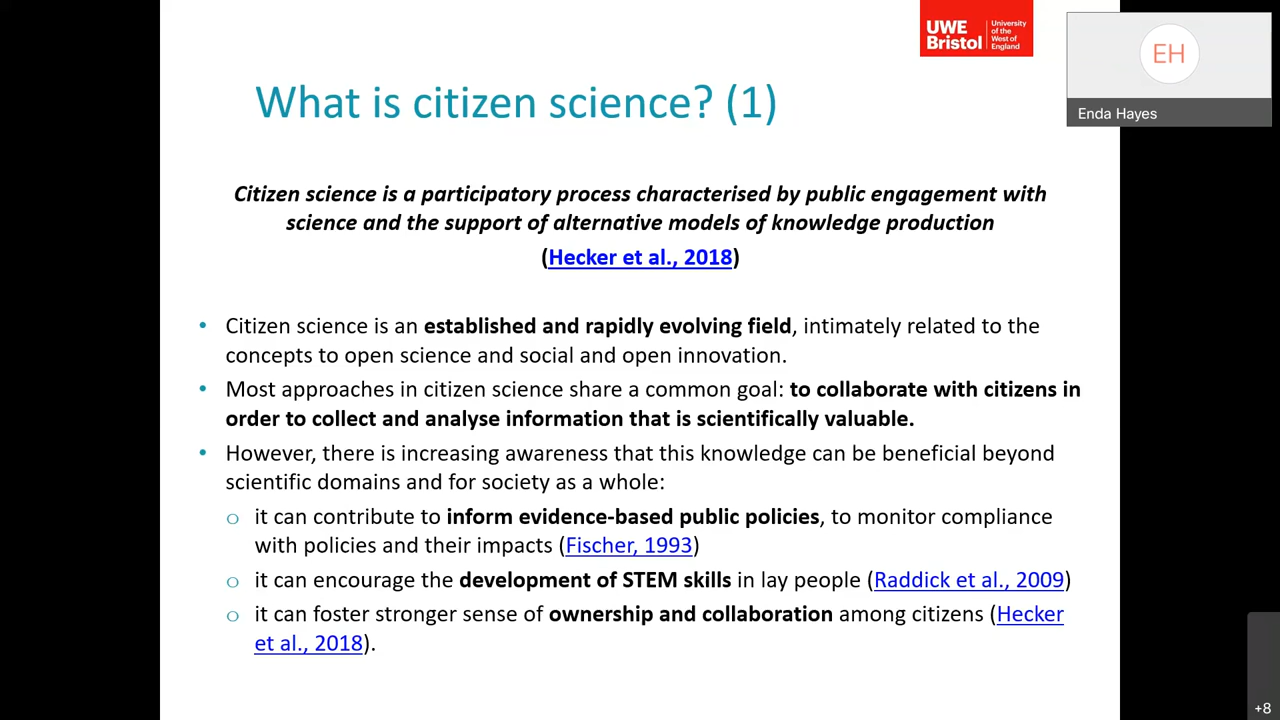 UWE
Bristol
University
of the
West of
England
EH
Enda Hayes
What is citizen science? (1)
Citizen science is a participatory process characterised by public engagement with
science and the support of alternative models of knowledge production
(Hecker et al., 2018)
• Citizen science is an established and rapidly evolving field, intimately related to the
concepts to open science and social and open innovation.
• Most approaches in citizen science share a common goal: to collaborate with citizens in
order to collect and analyse information that is scientifically valuable.
• However, there is increasing awareness that this knowledge can be beneficial beyond
scientific domains and for society as a whole:
o it can contribute to inform evidence-based public policies, to monitor compliance
with policies and their impacts (Fischer, 1993)
o it can encourage the development of STEM skills in lay people (Raddick et al., 2009)
o it can foster stronger sense of ownership and collaboration among citizens (Hecker
et al., 2018).
+8